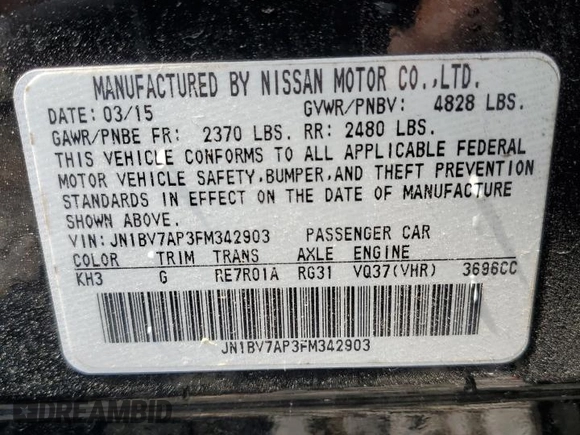 MANUFACTURED BY NISSAN MOTOR CO.,LTD.
DATE: 03/15 GVWR/PNBV: 4828 LBS.
GAWR/PNBE FR: 2370 LBS. RR: 2480 LBS.
THIS VEHICLE CONFORMS TO ALL APPLICABLE FEDERAL
MOTOR VEHICLE SAFETY,BUMPER,AND THEFT PREVENTION
STANDARDS IN EFFECT ON THE DATE OF MANUFACTURE
SHOWN ABOVE.
VIN: JN1BV7AP3FM342903 PASSENGER CAR
COLOR TRIM TRANS AXLE ENGINE
KH3 G RE7R01A RG31 VQ37(VHR) 3696CC
JN1BV7AP3FM342903
DREAMBID